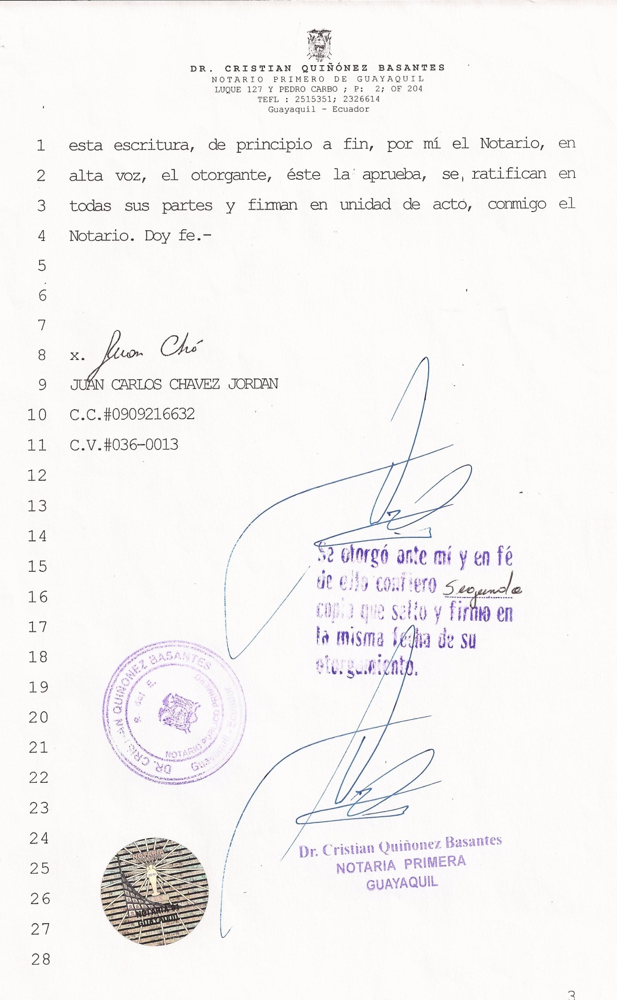 DR. CRISTIAN QUIÑÓNEZ BASANTES
NOTARIO PRIMERO DE GUAYAQUIL
LUQUE 127 Y PEDRO CARBO ; P: 2; OF 204
TEFL : 2515351; 2326614
Guayaquil - Ecuador
1 esta escritura, de principio a fin, por mí el Notario, en
2 alta voz, el otorgante, éste la aprueba, se ratifican en
3 todas sus partes y firman en unidad de acto, conmigo el
4 Notario. Doy fe.-
5
6
7
8 x. Juan Chá
9 JUAN CARLOS CHAVEZ JORDAN
10 C.C.#0909216632
11 C.V.#036-0013
12
13
14
15 Se otorgó ante mí y en fé
16 de ello confiero Segunda
17 copia que sello y firmo en
la misma fecha de su
18 otorgamiento.
DR. CRISTIAN QUIÑONEZ BASANTES
NOTARIO PUBLICO PRIMERO
Guayaquil - Ecuador
19
20
21
22
23
24 Dr. Cristian Quiñonez Basantes
25 NOTARIA PRIMERA
GUAYAQUIL
NOTARIA
ECUADOR
26 NOTARIA 01
GUAYAQUIL
27
28
3